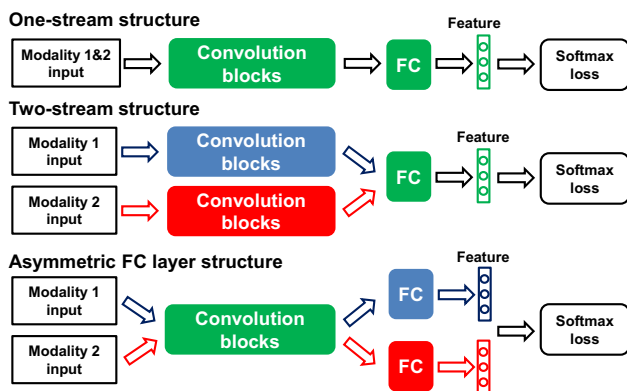 One-stream structure
Feature
Modality 1&2
input
Convolution
blocks
FC
Softmax
loss
Two-stream structure
Modality 1
input
Convolution
blocks
Feature
Modality 2
input
Convolution
blocks
FC
Softmax
loss
Asymmetric FC layer structure
Feature
Modality 1
input
FC
Convolution
blocks
Softmax
loss
Modality 2
input
FC